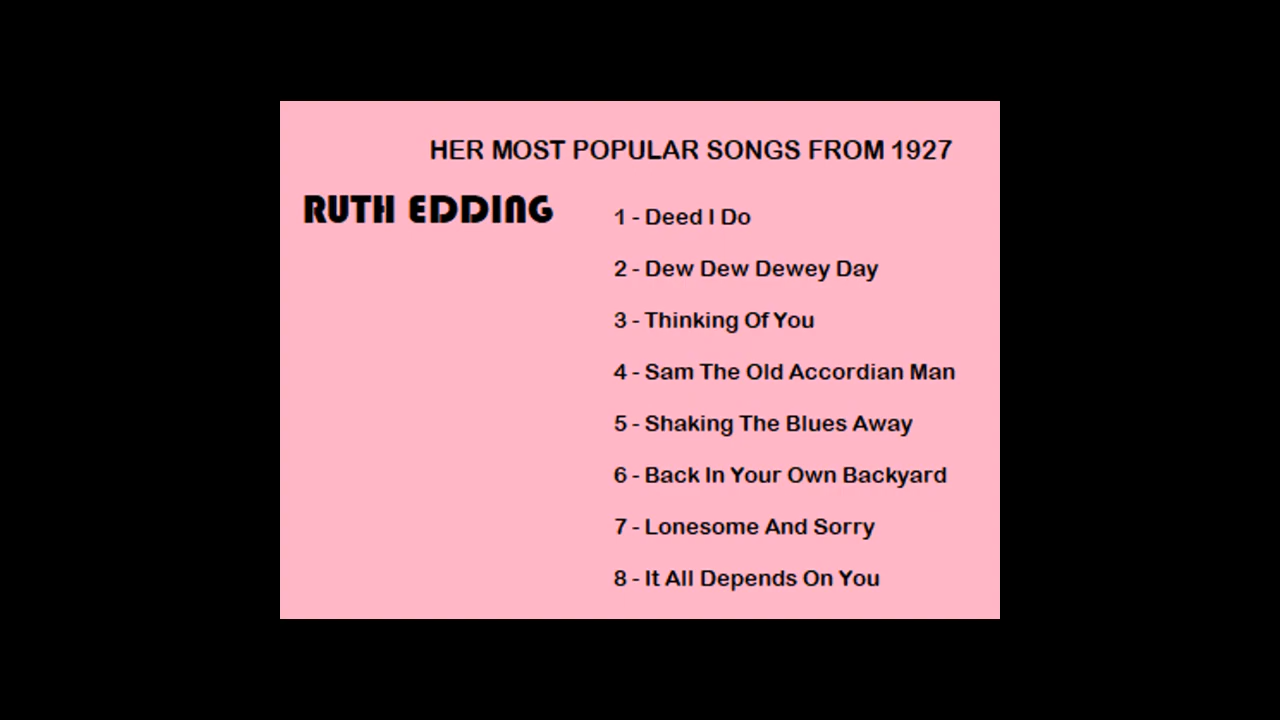 HER MOST POPULAR SONGS FROM 1927
RUTH EDDING
1 - Deed I Do
2 - Dew Dew Dewey Day
3 - Thinking Of You
4 - Sam The Old Accordian Man
5 - Shaking The Blues Away
6 - Back In Your Own Backyard
7 - Lonesome And Sorry
8 - It All Depends On You